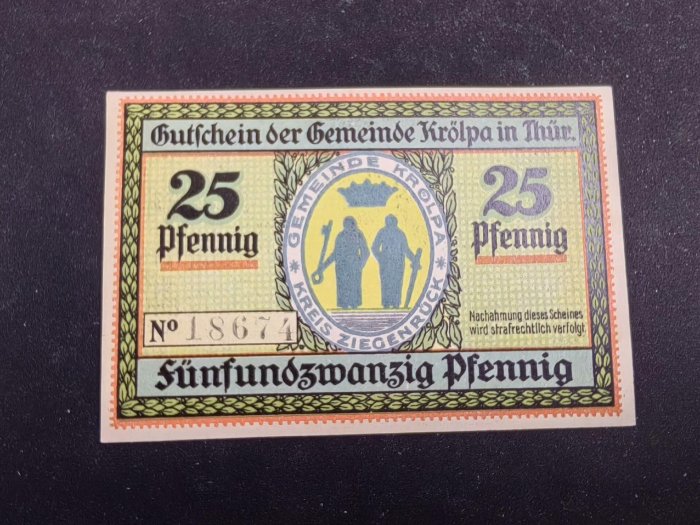 Gutschein der Gemeinde Krölpa in Thür.
25
Pfennig
GEMEINDE KRÖLPA
* KREIS ZIEGENRÜCK *
25
Pfennig
Nachahmung dieses Scheines
wird strafrechtlich verfolgt.
No 18674
Fünfundzwanzig Pfennig